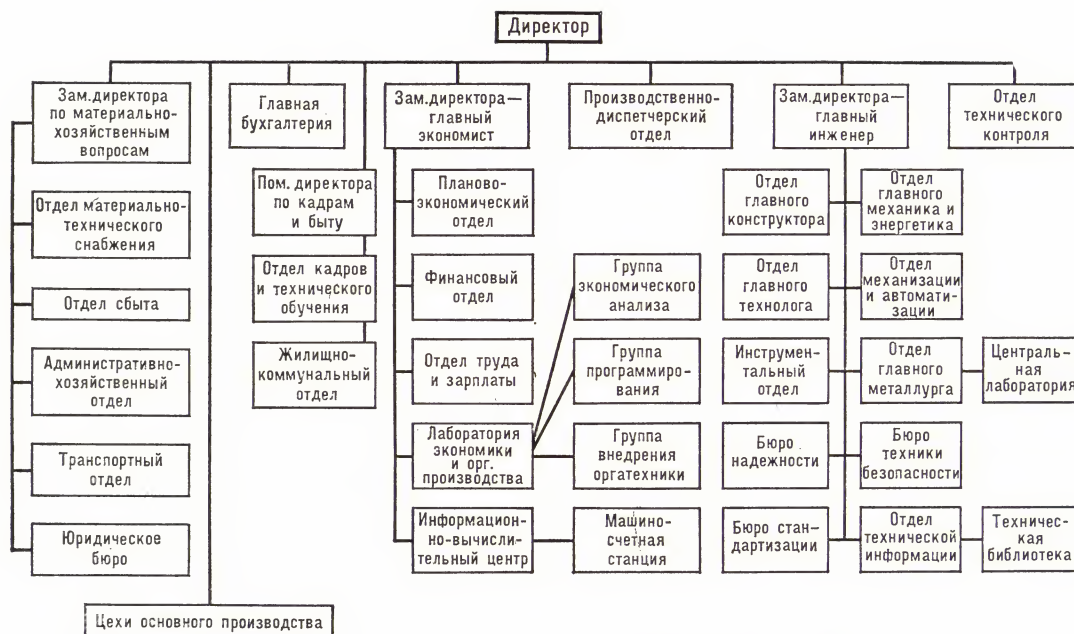 Директор
Зам.директора
по материально-
хозяйственным
вопросам
Главная
бухгалтерия
Зам.директора—
главный
экономист
Производственно-
диспетчерский
отдел
Зам.директора—
главный
инженер
Отдел
технического
контроля
Отдел материально-
технического
снабжения
Отдел сбыта
Административно-
хозяйственный
отдел
Транспортный
отдел
Юридическое
бюро
Пом. директора
по кадрам
и быту
Отдел кадров
и технического
обучения
Жилищно-
коммунальный
отдел
Планово-
экономический
отдел
Финансовый
отдел
Отдел труда
и зарплаты
Лаборатория
экономики
и орг.
производства
Информацион-
но-вычисли-
тельный центр
Группа
экономического
анализа
Группа
программиро-
вания
Группа
внедрения
оргатехники
Машино-
счетная
станция
Отдел
главного
конструктора
Отдел
главного
технолога
Инструмен-
тальный
отдел
Бюро
надежности
Бюро стан-
дартизации
Отдел
главного
механика и
энергетика
Отдел
механизации
и автомати-
зации
Отдел
главного
металлурга
Бюро
техники
безопасности
Отдел
технической
информации
Централь-
ная
лаборатория
Техничес-
кая
библиотека
Цехи основного производства